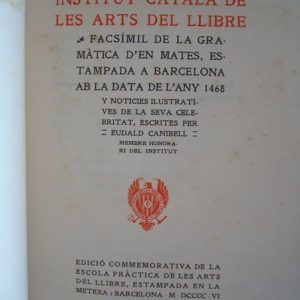 INSTITUT CATALÀ DE
LES ARTS DEL LLIBRE
FACSÍMIL DE LA GRA-
MÀTICA D'EN MATES, ES-
TAMPADA A BARCELONA
AB LA DATA DE L'ANY 1468
Y NOTICIES ILUSTRATI-
VES DE LA SEVA CELE-
BRITAT, ESCRITES PER
EUDALD CANIBELL
MEMBRE HONORA-
RI DEL INSTITUT
EDICIÓ COMMEMORATIVA DE LA
ESCOLA PRÀCTICA DE LES ARTS
DEL LLIBRE, ESTAMPADA EN LA
METEXA: BARCELONA · M DCCCC VI